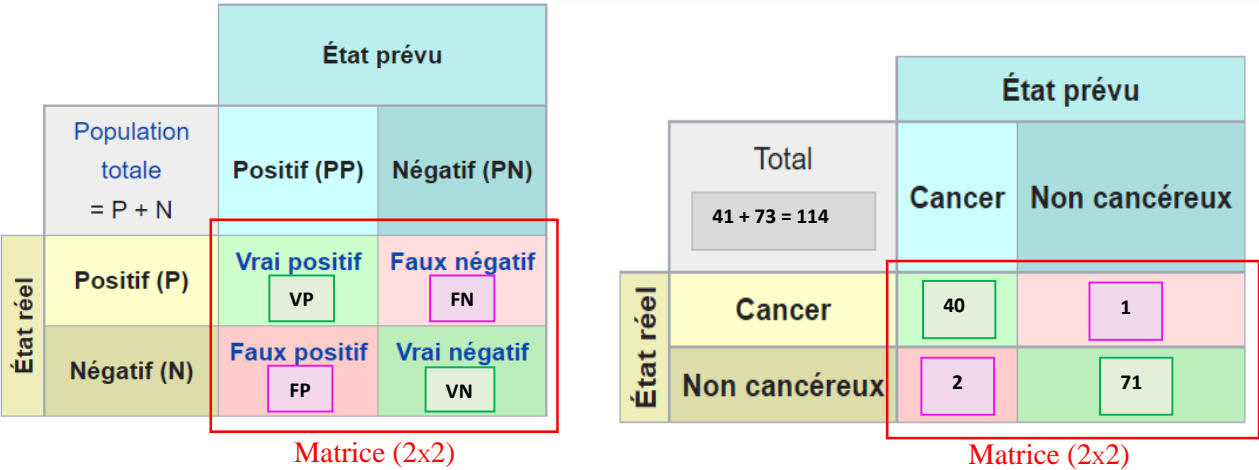 État prévu
Population
totale
= P + N
Positif (PP)
Négatif (PN)
État réel
Positif (P)
Vrai positif
VP
Faux négatif
FN
Négatif (N)
Faux positif
FP
Vrai négatif
VN
Matrice (2x2)
État prévu
Total
41 + 73 = 114
Cancer
Non cancéreux
État réel
Cancer
40
1
Non cancéreux
2
71
Matrice (2x2)